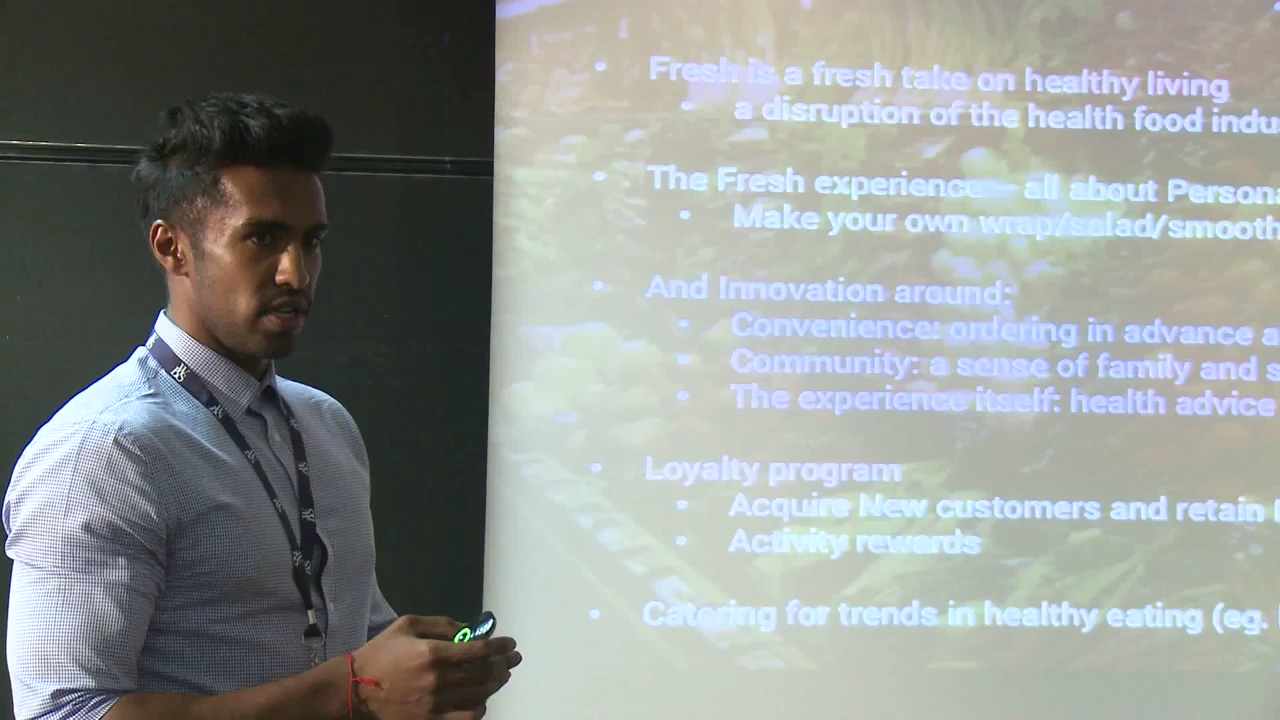 Fresh is a fresh take on healthy living
a disruption of the health food indu
The Fresh experience – all about Persona
Make your own wrap/salad/smooth
And Innovation around:
Convenience: ordering in advance a
Community: a sense of family and s
The experience itself: health advice
Loyalty program
Acquire New customers and retain
Activity rewards
Catering for trends in healthy eating (eg.